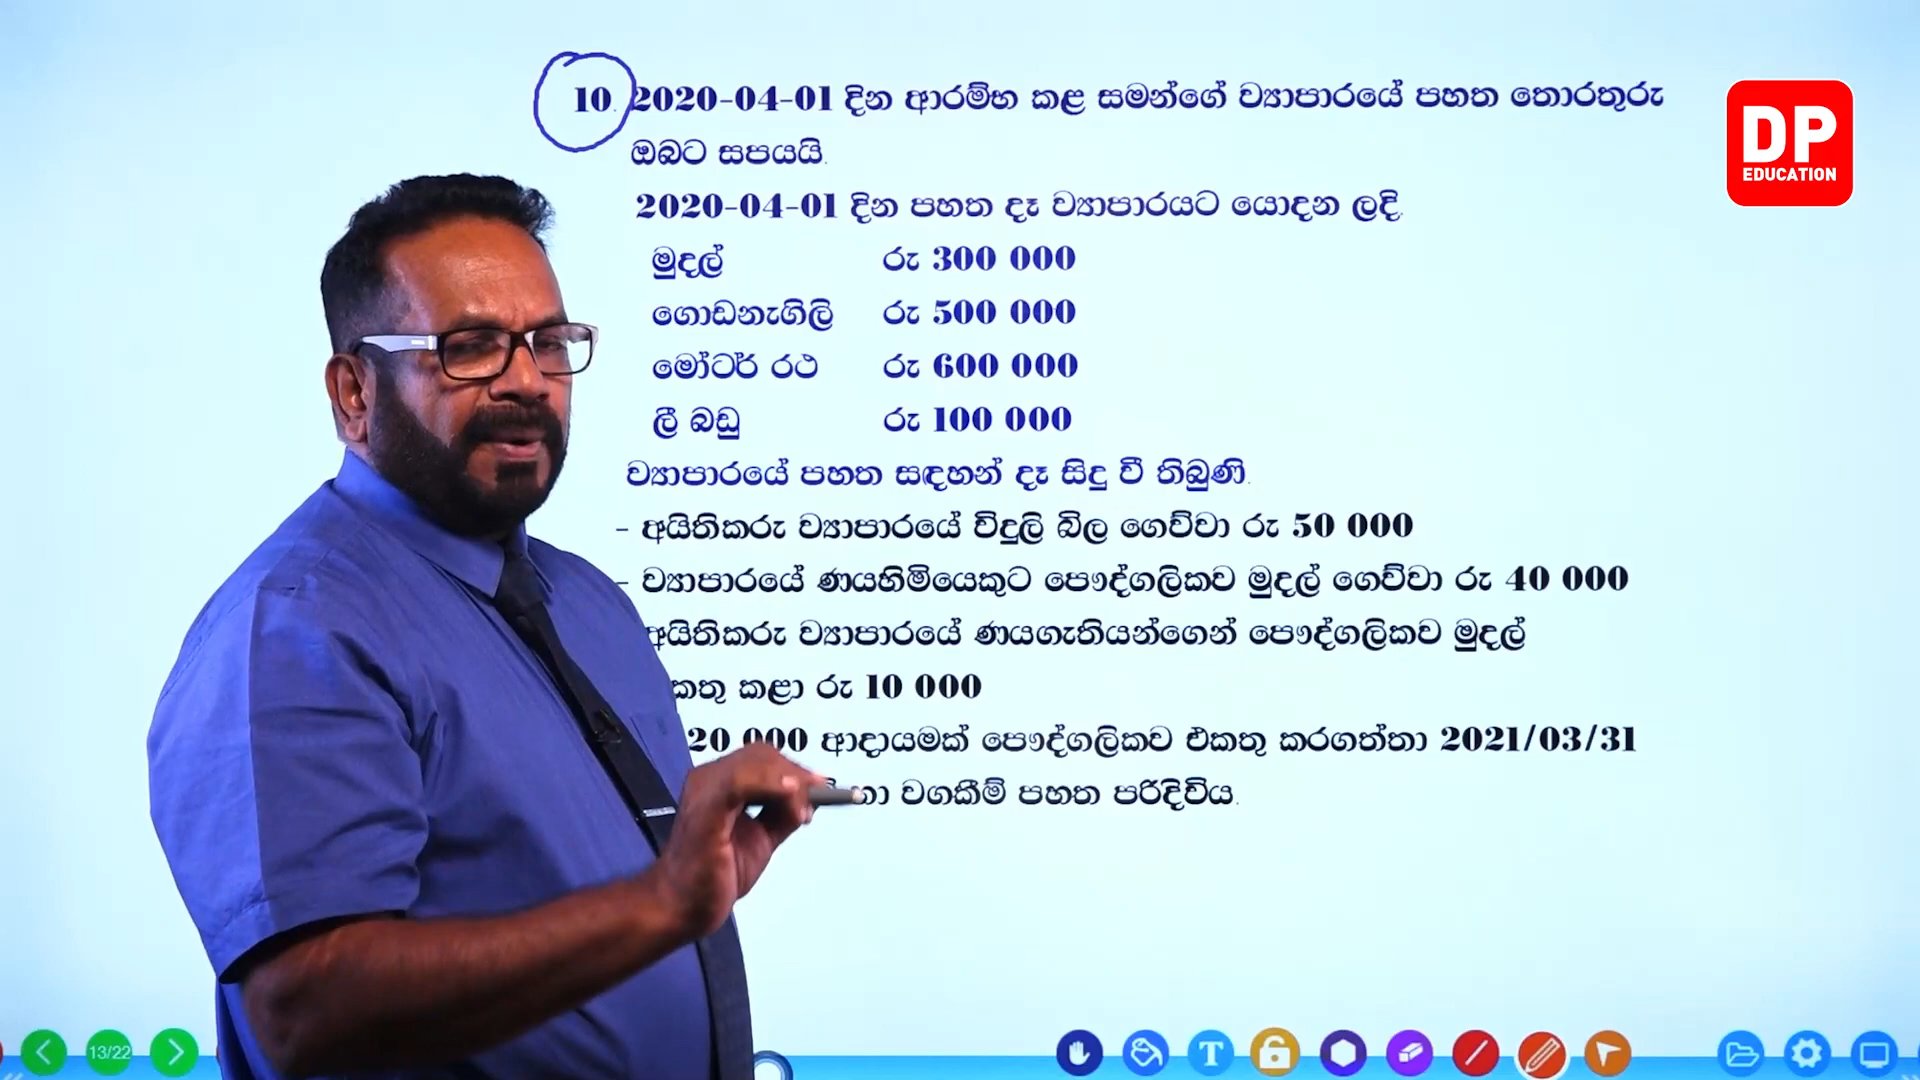 10. 2020-04-01 දින ආරම්භ කළ සමන්ගේ ව්‍යාපාරයේ පහත තොරතුරු
ඔබට සපයයි.
2020-04-01 දින පහත දෑ ව්‍යාපාරයට යොදන ලදි.
මුදල් රු 300 000
ගොඩනැගිලි රු 500 000
මෝටර් රථ රු 600 000
ලී බඩු රු 100 000
ව්‍යාපාරයේ පහත සඳහන් දෑ සිදු වී තිබුණි.
- අයිතිකරු ව්‍යාපාරයේ විදුලි බිල ගෙව්වා රු 50 000
- ව්‍යාපාරයේ ණයහිමියෙකුට පෞද්ගලිකව මුදල් ගෙව්වා රු 40 000
අයිතිකරු ව්‍යාපාරයේ ණයගැතියන්ගෙන් පෞද්ගලිකව මුදල්
කතු කළා රු 10 000
20 000 ආදායමක් පෞද්ගලිකව එකතු කරගත්තා 2021/03/31
හා වගකීම් පහත පරිදිවිය.
DP
EDUCATION
13/22
T